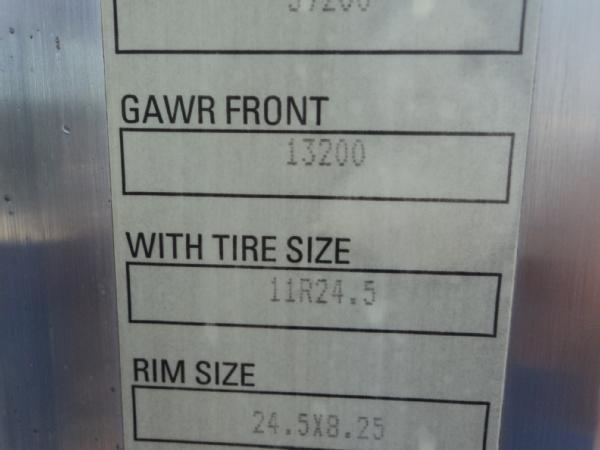 GAWR FRONT
13200
WITH TIRE SIZE
11R24.5
RIM SIZE
24.5X8.25